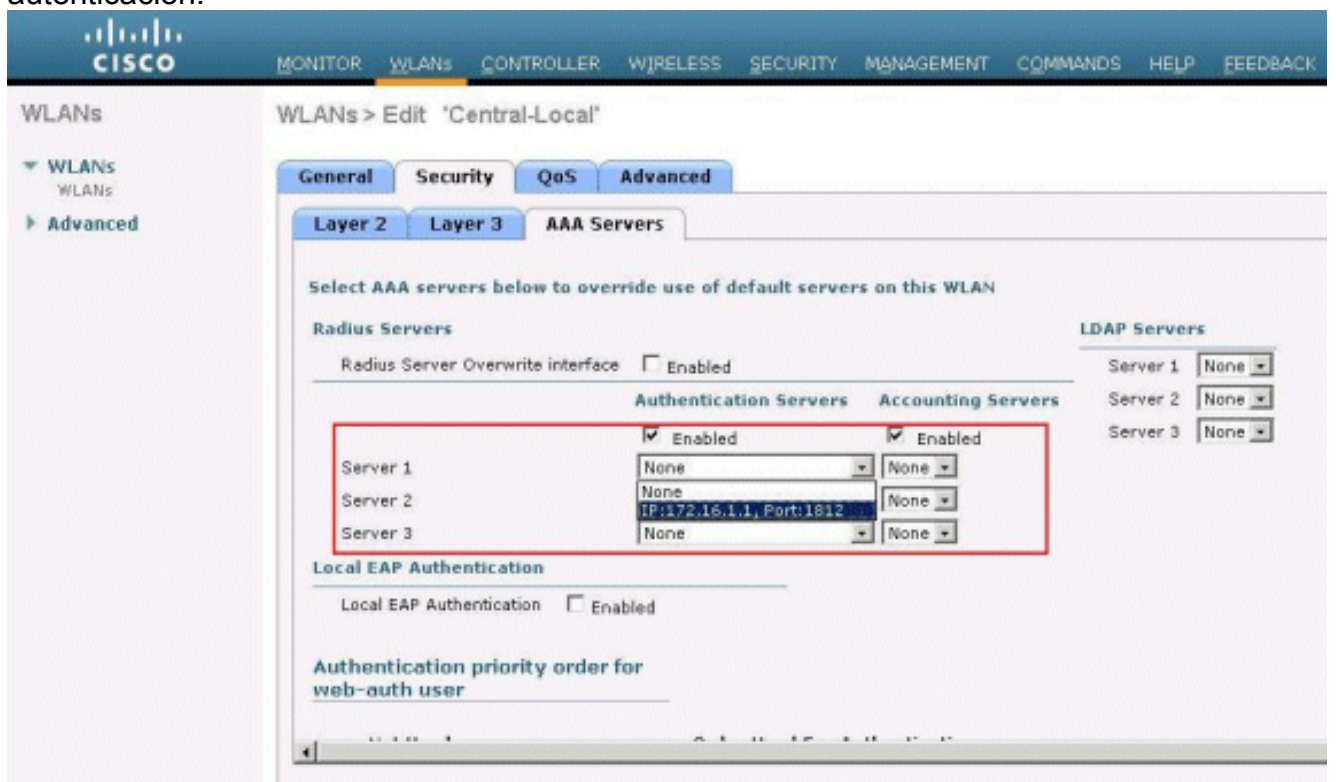 autenticación.
CISCO
MONITOR WLANs CONTROLLER WIRELESS SECURITY MANAGEMENT COMMANDS HELP FEEDBACK
WLANs
WLANs > Edit 'Central-Local'
WLANs
WLANs
Advanced
General Security QoS Advanced
Layer 2 Layer 3 AAA Servers
Select AAA servers below to override use of default servers on this WLAN
Radius Servers
LDAP Servers
Radius Server Overwrite interface Enabled
Server 1 None
Authentication Servers Accounting Servers
Server 2 None
Enabled Enabled
Server 3 None
Server 1 None None
None
Server 2 IP:172.16.1.1, Port:1812 None
Server 3 None None
Local EAP Authentication
Local EAP Authentication Enabled
Authentication priority order for
web-auth user